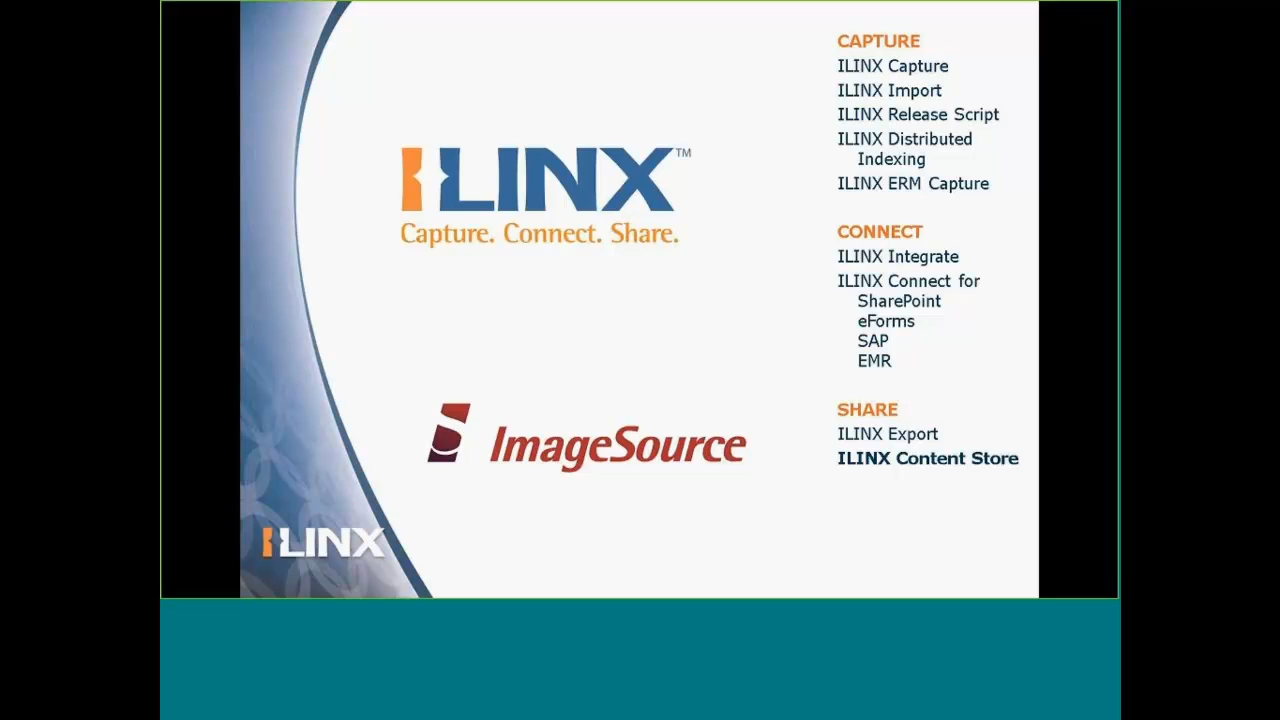 ILINX™
Capture. Connect. Share.
ImageSource
ILINX
CAPTURE
ILINX Capture
ILINX Import
ILINX Release Script
ILINX Distributed
Indexing
ILINX ERM Capture
CONNECT
ILINX Integrate
ILINX Connect for
SharePoint
eForms
SAP
EMR
SHARE
ILINX Export
ILINX Content Store